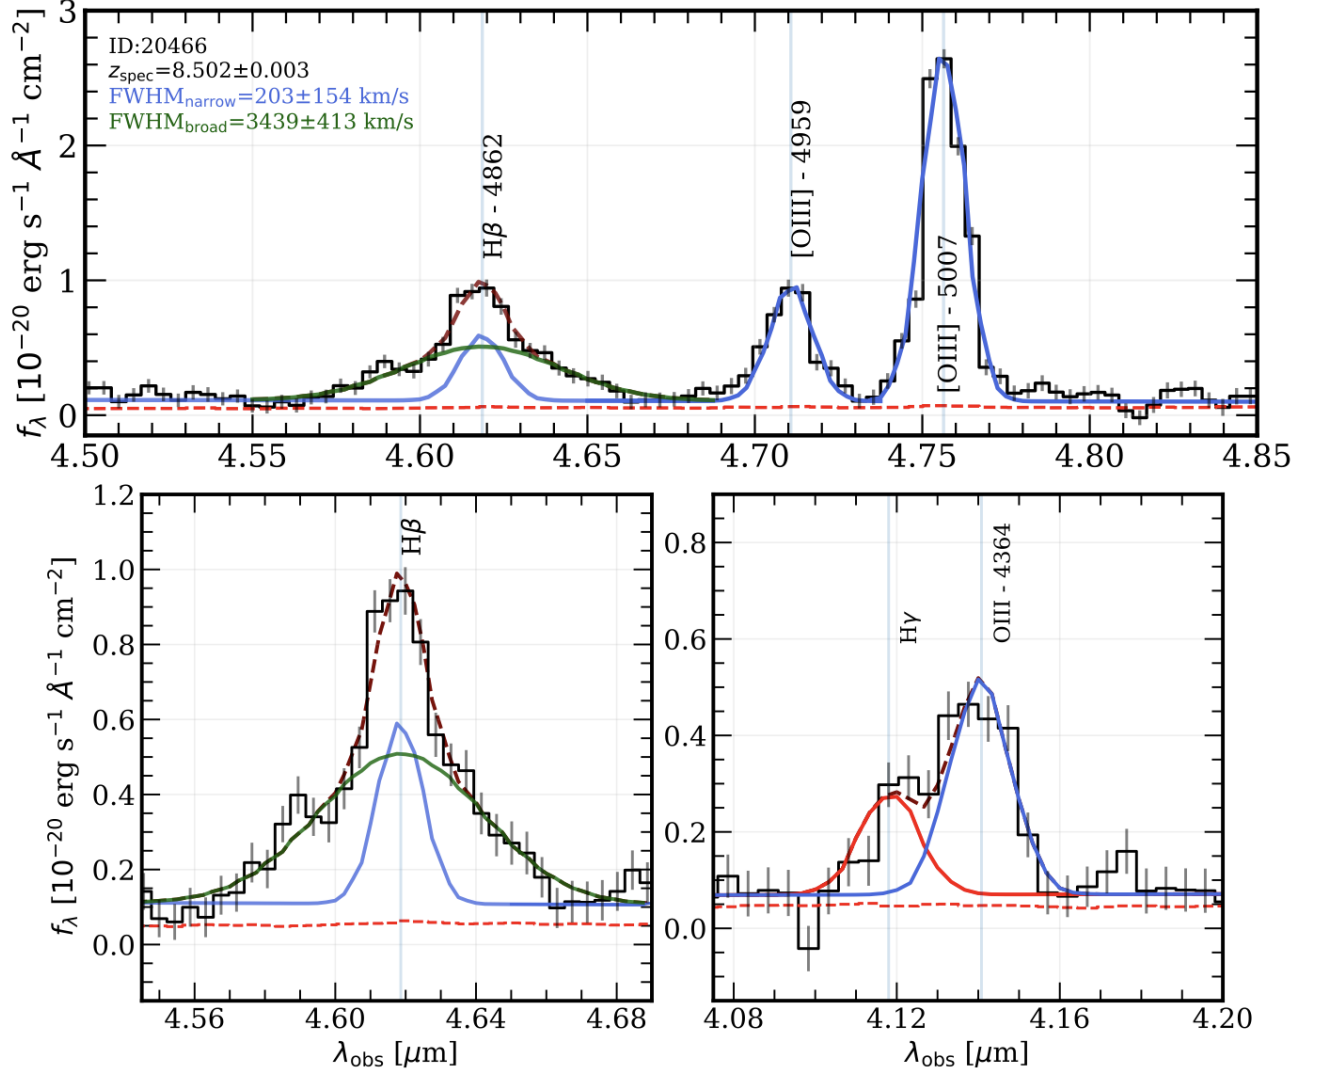 3
2
1
0
f_λ [10⁻²⁰ erg s⁻¹ Å⁻¹ cm⁻²]
ID:20466
z_spec=8.502±0.003
FWHM_narrow=203±154 km/s
FWHM_broad=3439±413 km/s
Hβ - 4862
[OIII] - 4959
[OIII] - 5007
4.50 4.55 4.60 4.65 4.70 4.75 4.80 4.85
1.2
1.0
0.8
0.6
0.4
0.2
0.0
f_λ [10⁻²⁰ erg s⁻¹ Å⁻¹ cm⁻²]
Hβ
4.56 4.60 4.64 4.68
λ_obs [μm]
0.8
0.6
0.4
0.2
0.0
Hγ
OIII - 4364
4.08 4.12 4.16 4.20
λ_obs [μm]